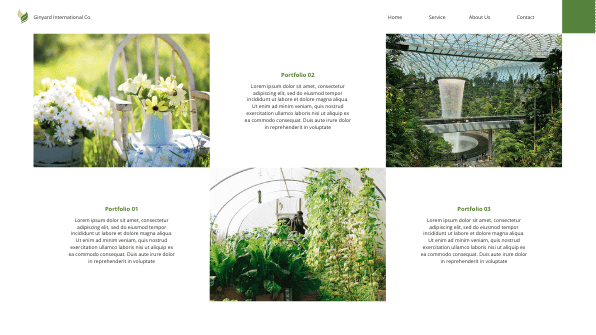 Ginyard International Co.
Home
Service
About Us
Contact
Portfolio 02
Lorem ipsum dolor sit amet, consectetur
adipiscing elit, sed do eiusmod tempor
incididunt ut labore et dolore magna aliqua.
Ut enim ad minim veniam, quis nostrud
exercitation ullamco laboris nisi ut aliquip ex
ea commodo consequat. Duis aute irure dolor
in reprehenderit in voluptate
Portfolio 01
Lorem ipsum dolor sit amet, consectetur
adipiscing elit, sed do eiusmod tempor
incididunt ut labore et dolore magna aliqua.
Ut enim ad minim veniam, quis nostrud
exercitation ullamco laboris nisi ut aliquip ex
ea commodo consequat. Duis aute irure dolor
in reprehenderit in voluptate
Portfolio 03
Lorem ipsum dolor sit amet, consectetur
adipiscing elit, sed do eiusmod tempor
incididunt ut labore et dolore magna aliqua.
Ut enim ad minim veniam, quis nostrud
exercitation ullamco laboris nisi ut aliquip ex
ea commodo consequat. Duis aute irure dolor
in reprehenderit in voluptate